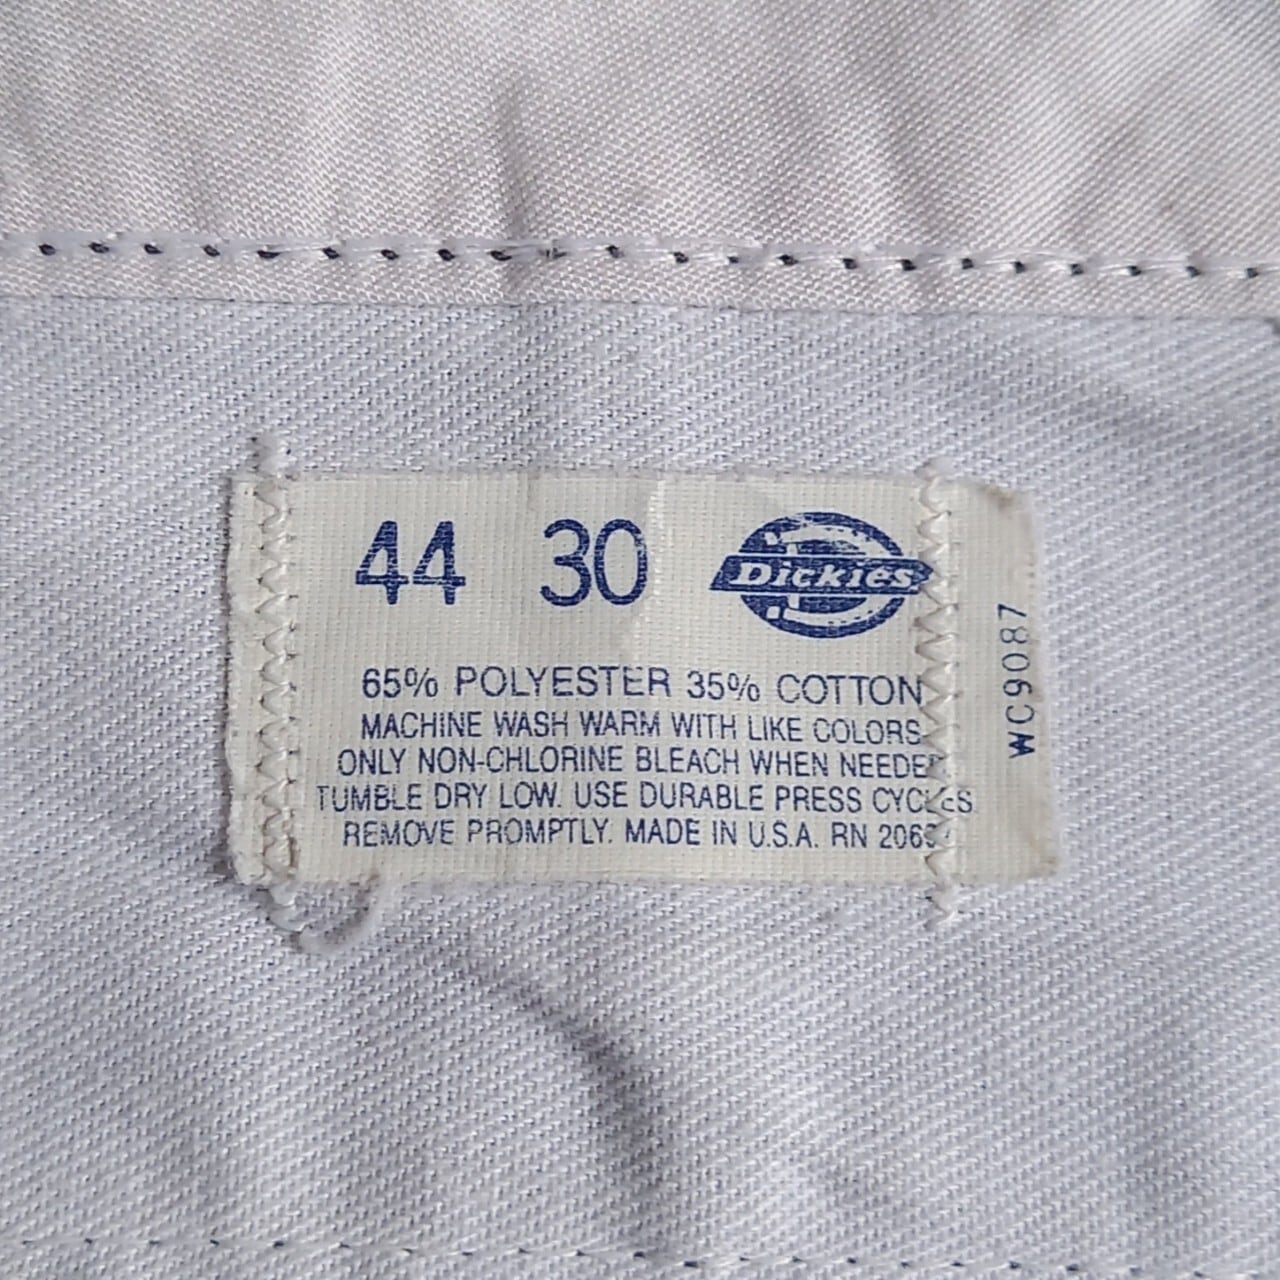 44 30 Dickies
65% POLYESTER 35% COTTON
MACHINE WASH WARM WITH LIKE COLORS
ONLY NON-CHLORINE BLEACH WHEN NEEDED
TUMBLE DRY LOW. USE DURABLE PRESS CYCLES
REMOVE PROMPTLY. MADE IN U.S.A. RN
WC9087